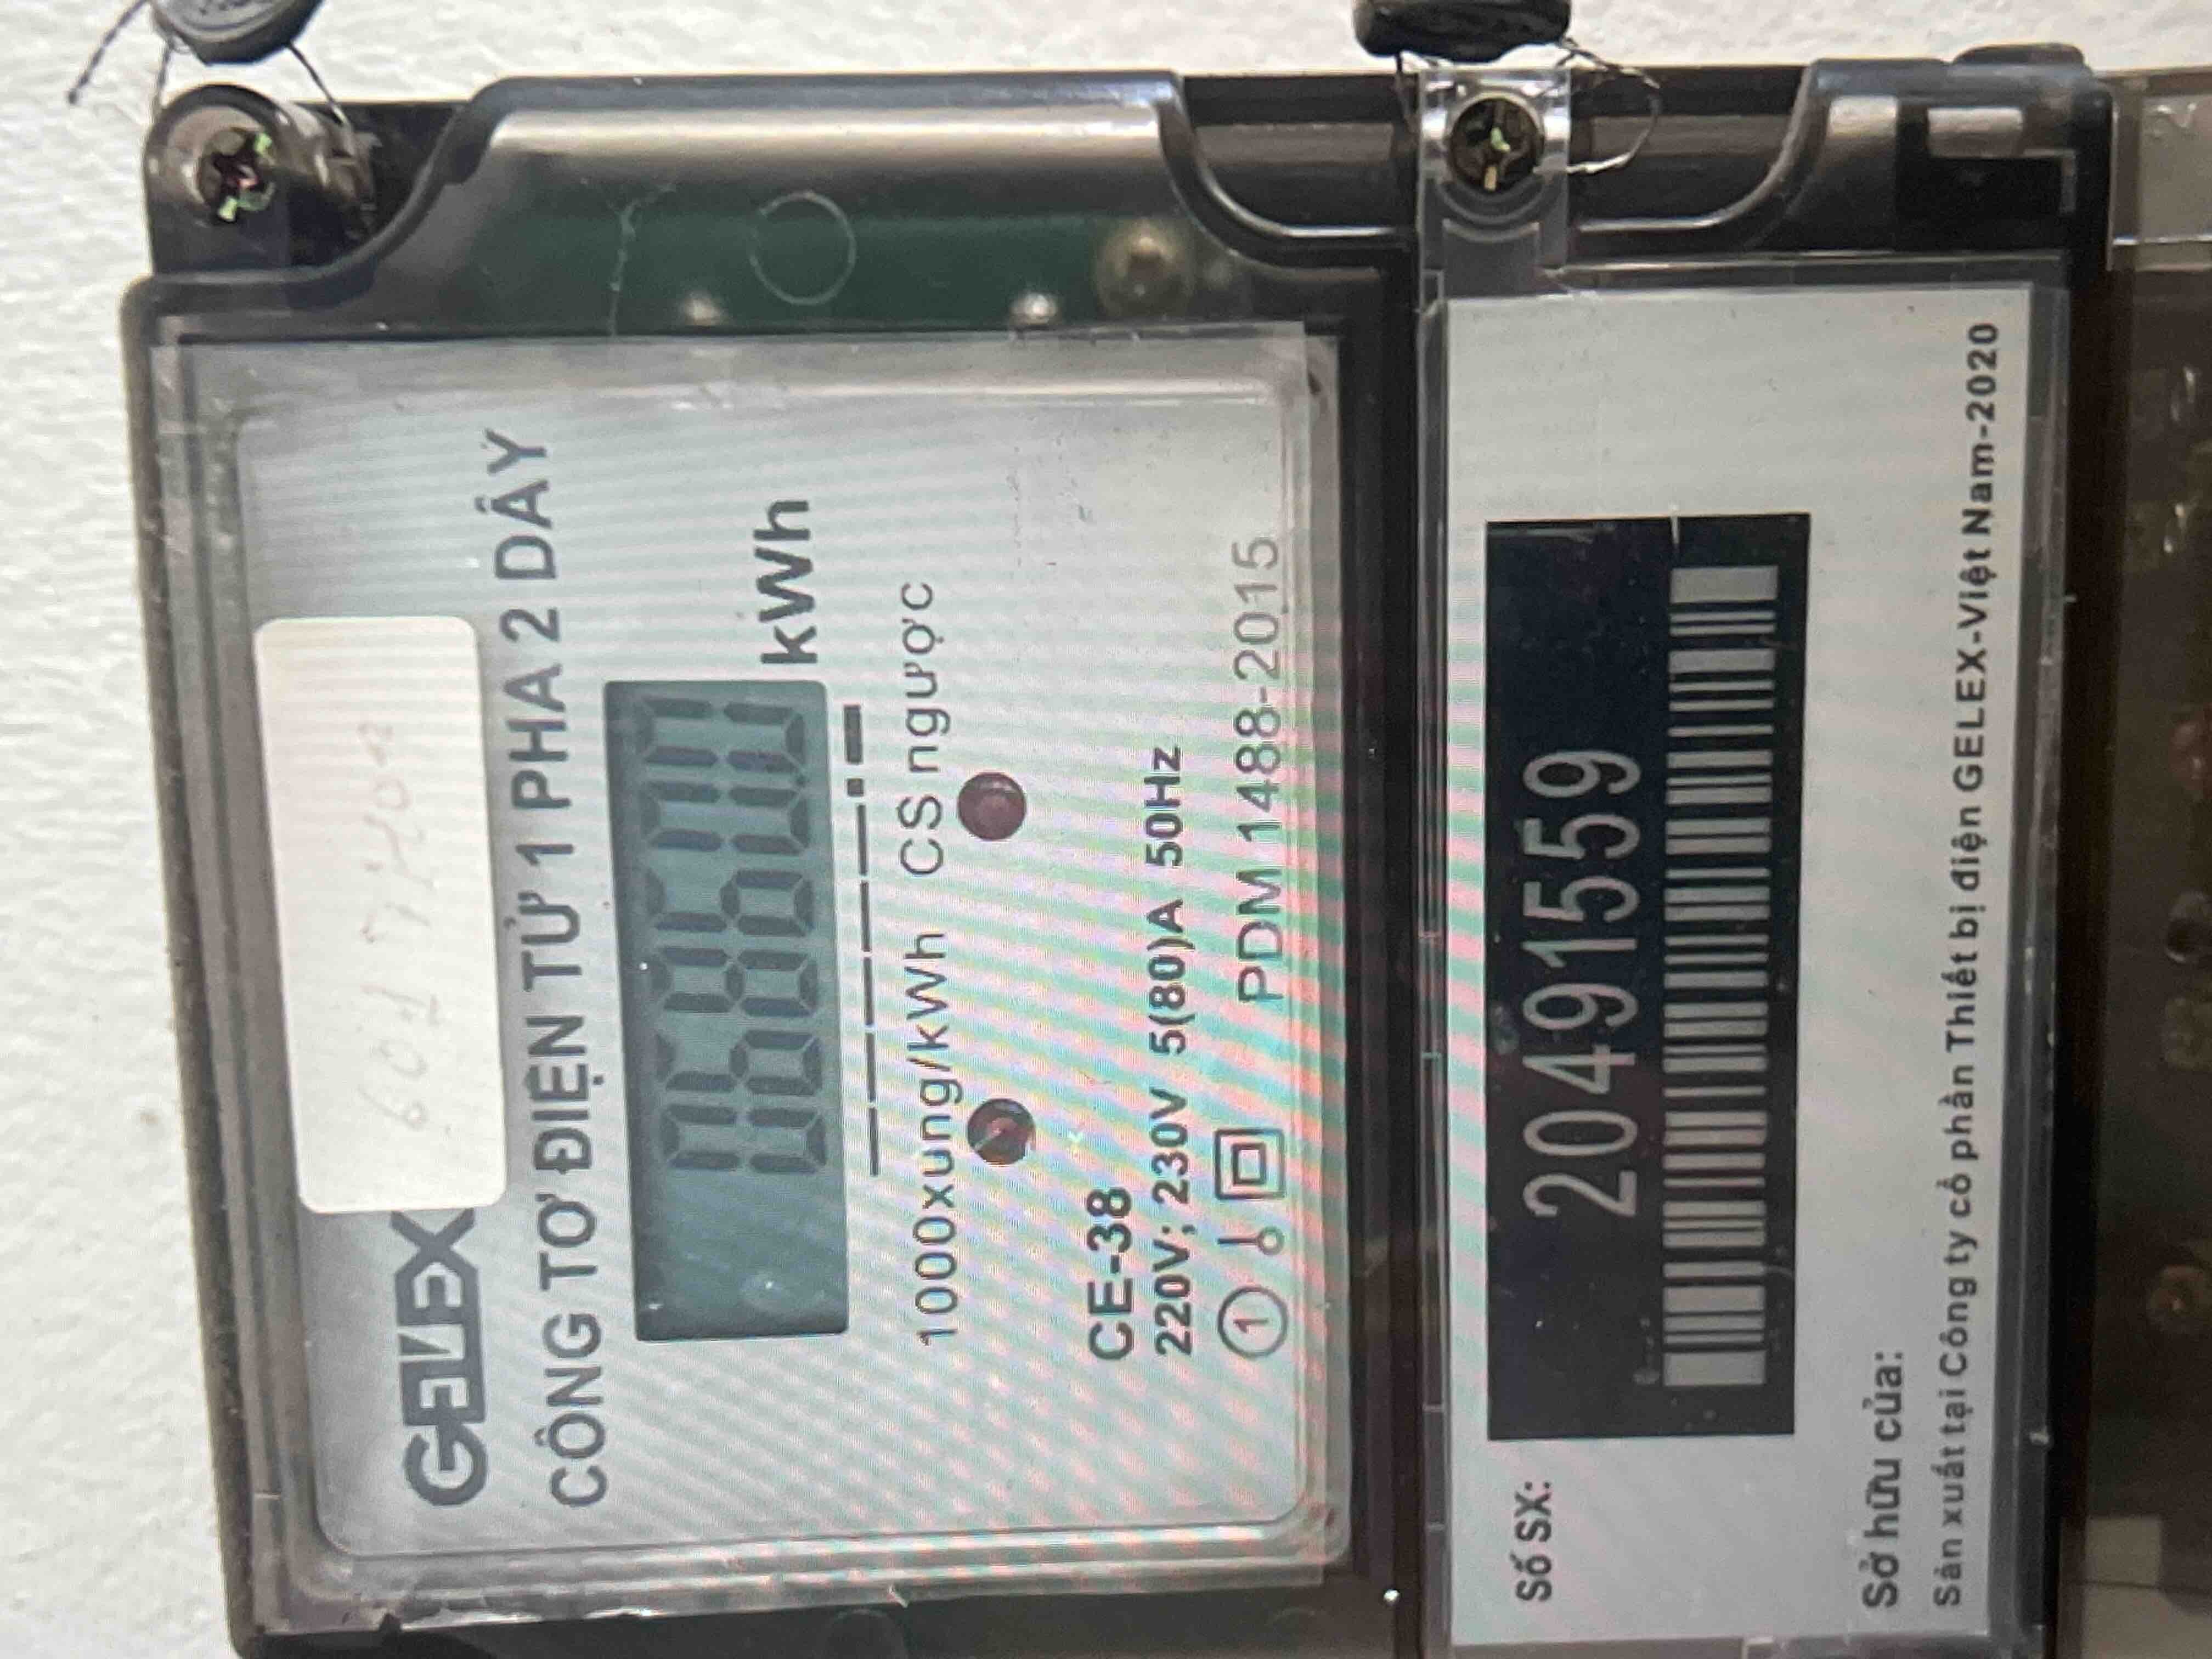 GELEX
CÔNG TƠ ĐIỆN TỬ 1 PHA 2 DÂY
kWh
1000xung/kWh CS ngược
CE-38
220V; 230V 5(80)A 50Hz
1 PDM 1488-2015
Số SX: 20491559
Sở hữu của:
Sản xuất tại Công ty cổ phần Thiết bị điện GELEX-Việt Nam-2020